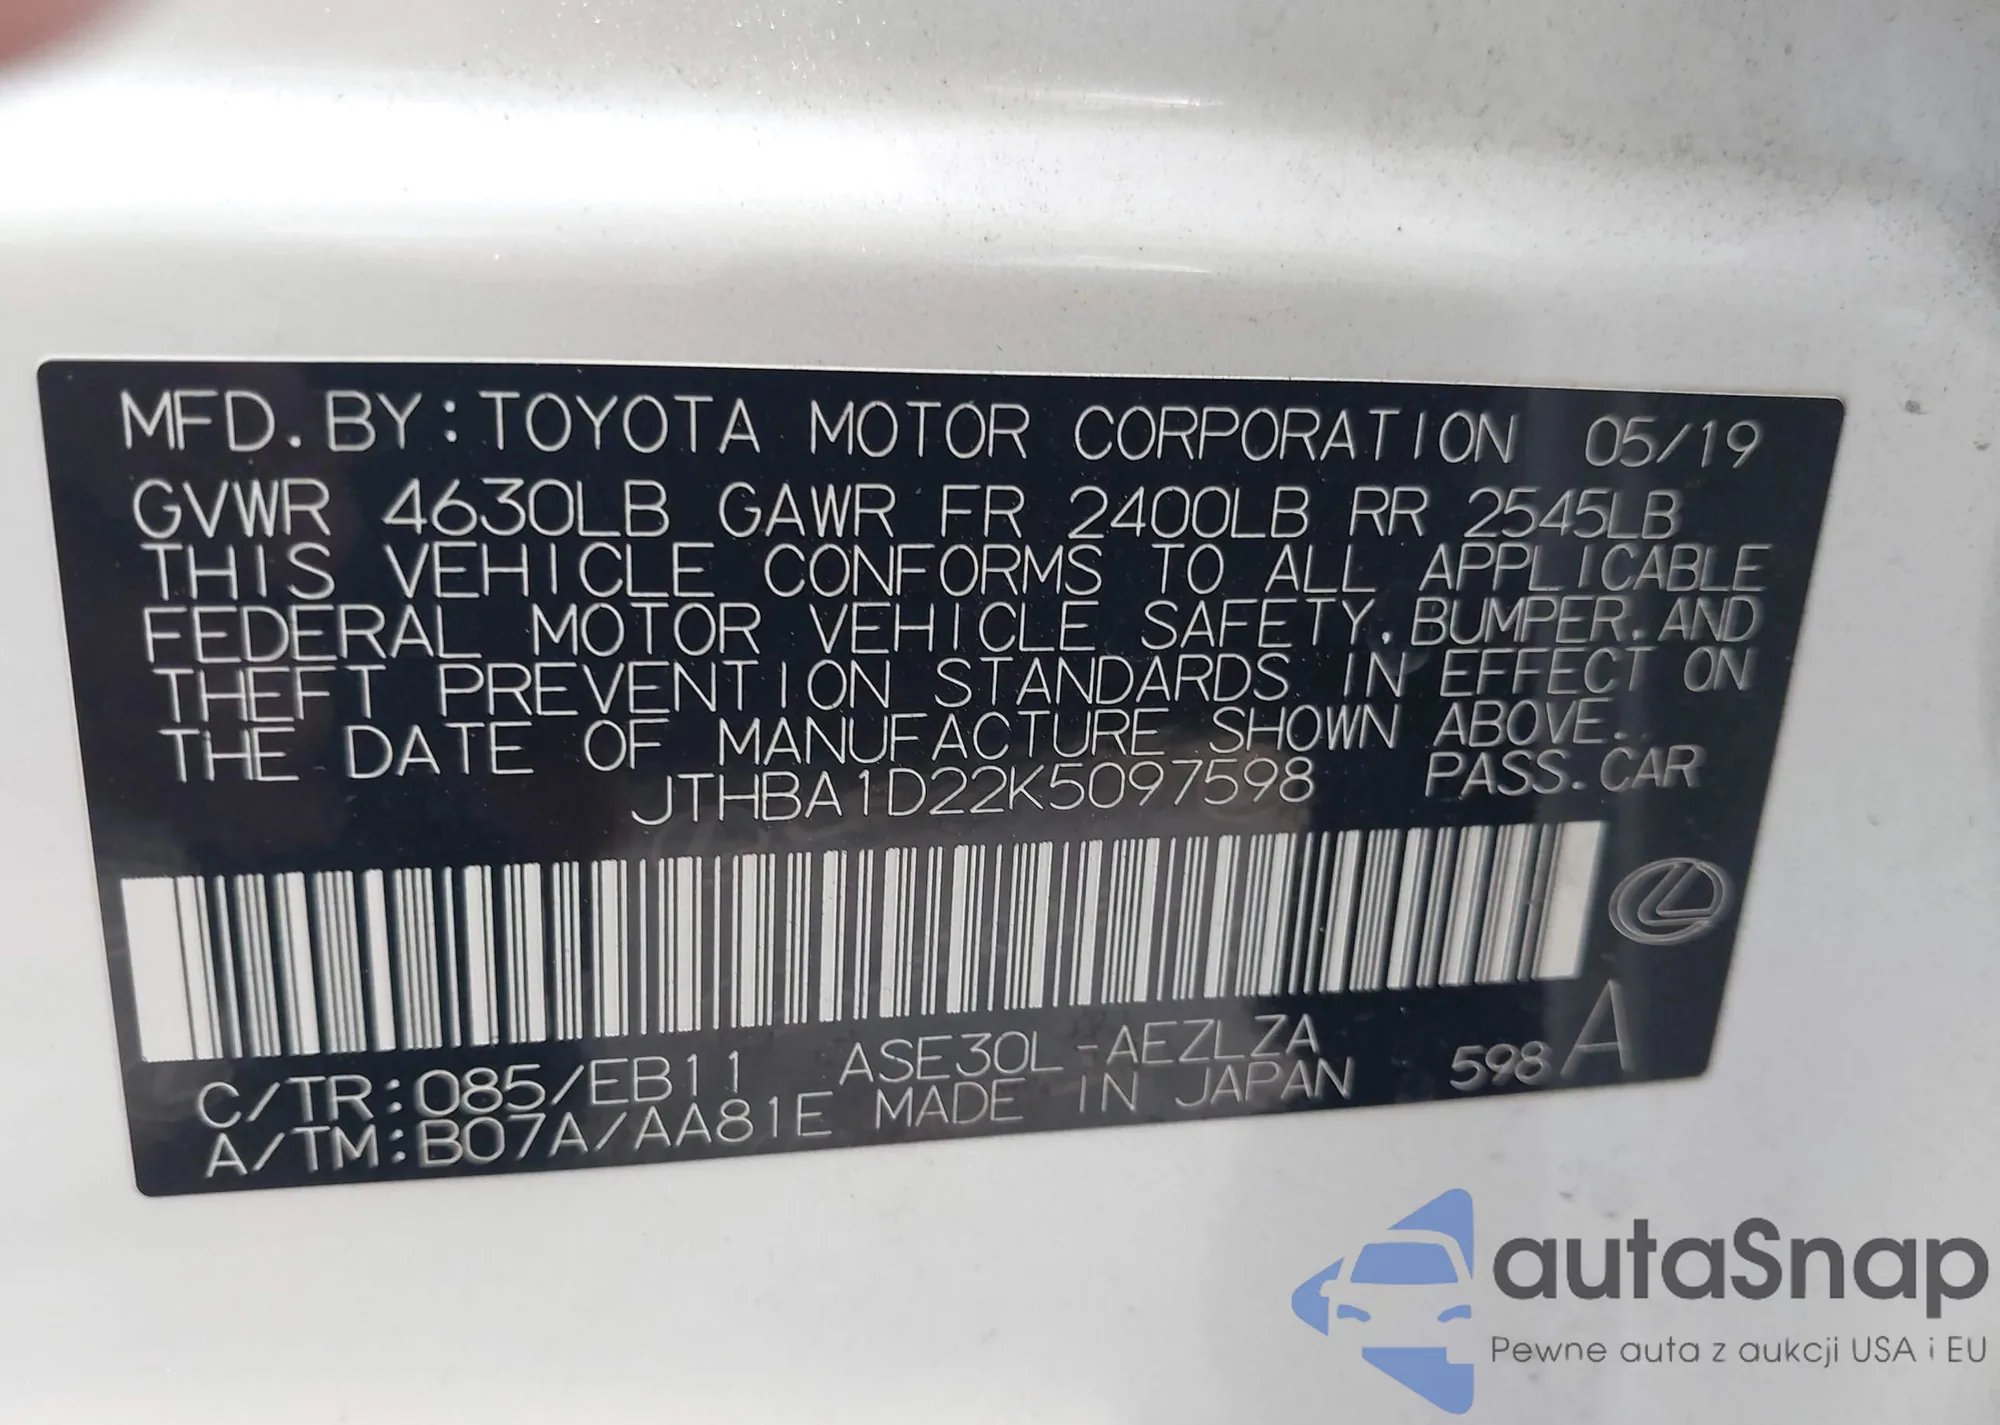 MFD. BY: TOYOTA MOTOR CORPORATION 05/19
GVWR 4630LB GAWR FR 2400LB RR 2545LB
THIS VEHICLE CONFORMS TO ALL APPLICABLE
FEDERAL MOTOR VEHICLE SAFETY, BUMPER, AND
THEFT PREVENTION STANDARDS IN EFFECT ON
THE DATE OF MANUFACTURE SHOWN ABOVE.
JTHBA1D22K5097598 PASS. CAR
C/TR: 085/EB11 ASE30L-AEZLZA 598 A
A/TM: B07A/AA81E MADE IN JAPAN
autaSnap
Pewne auta z aukcji USA i EU